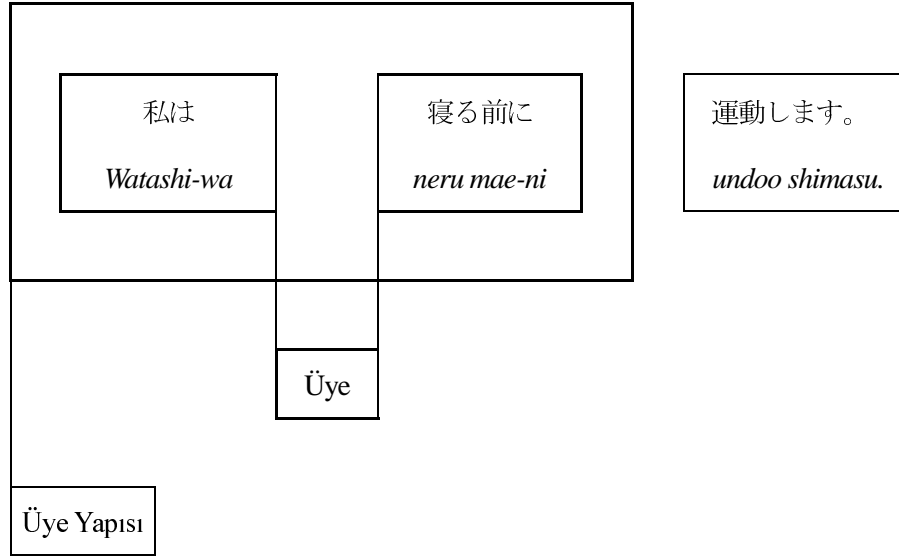 私は
Watashi-wa
寝る前に
neru mae-ni
運動します。
undoo shimasu.
Üye
Üye Yapısı